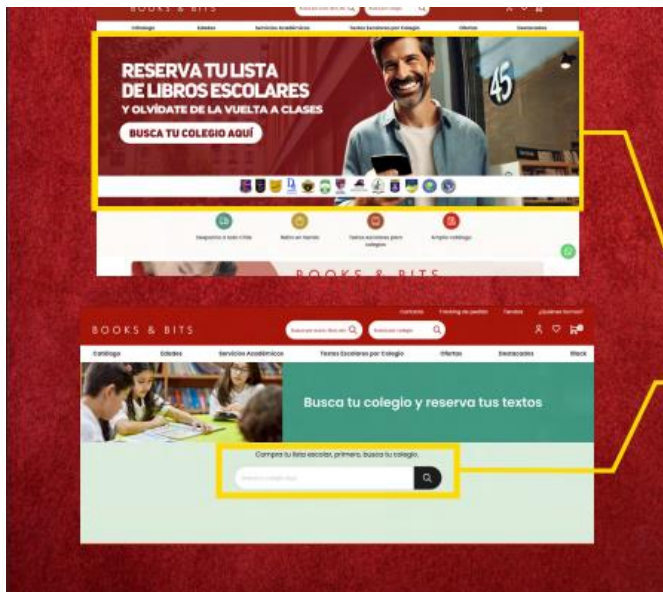 BOOKS & BITS
Catálogo Edades Servicios Académicos Textos Escolares por Colegio Ofertas Destacados
RESERVA TU LISTA
DE LIBROS ESCOLARES
Y OLVÍDATE DE LA VUELTA A CLASES
BUSCA TU COLEGIO AQUÍ
45
Despacho a todo Chile Retiro en tienda Textos escolares para Amplio catálogo
colegios
BOOKS & BITS
Contacto Tracking de pedido Tiendas ¿Quiénes Somos?
BOOKS & BITS
Catálogo Edades Servicios Académicos Textos Escolares por Colegio Ofertas Destacados Black
Busca tu colegio y reserva tus textos
Compra tu lista escolar, primero, busca tu colegio.